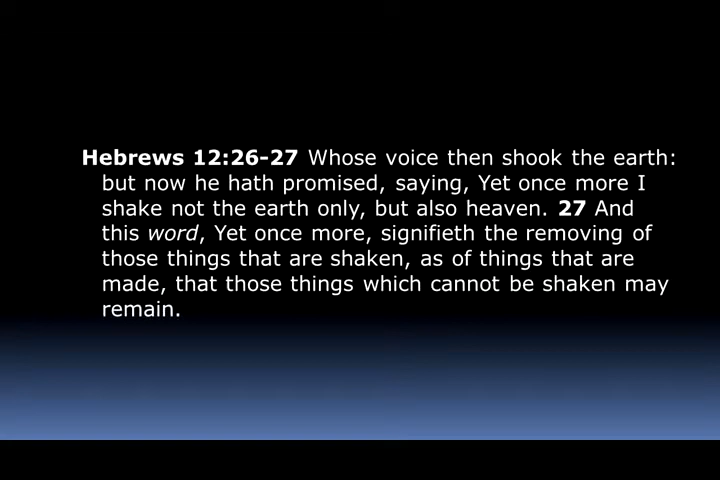 Hebrews 12:26-27 Whose voice then shook the earth:
but now he hath promised, saying, Yet once more I
shake not the earth only, but also heaven. 27 And
this word, Yet once more, signifieth the removing of
those things that are shaken, as of things that are
made, that those things which cannot be shaken may
remain.